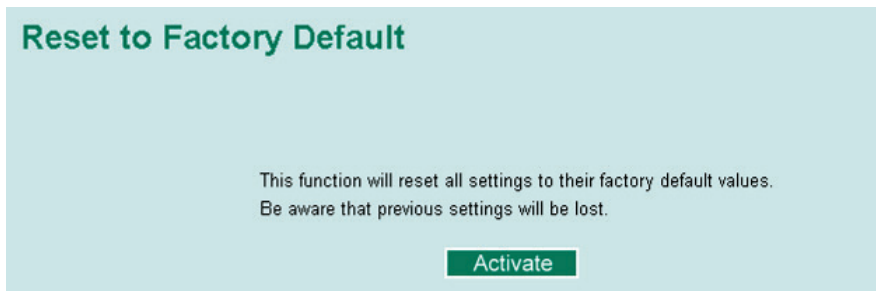 Reset to Factory Default
This function will reset all settings to their factory default values.
Be aware that previous settings will be lost.
Activate